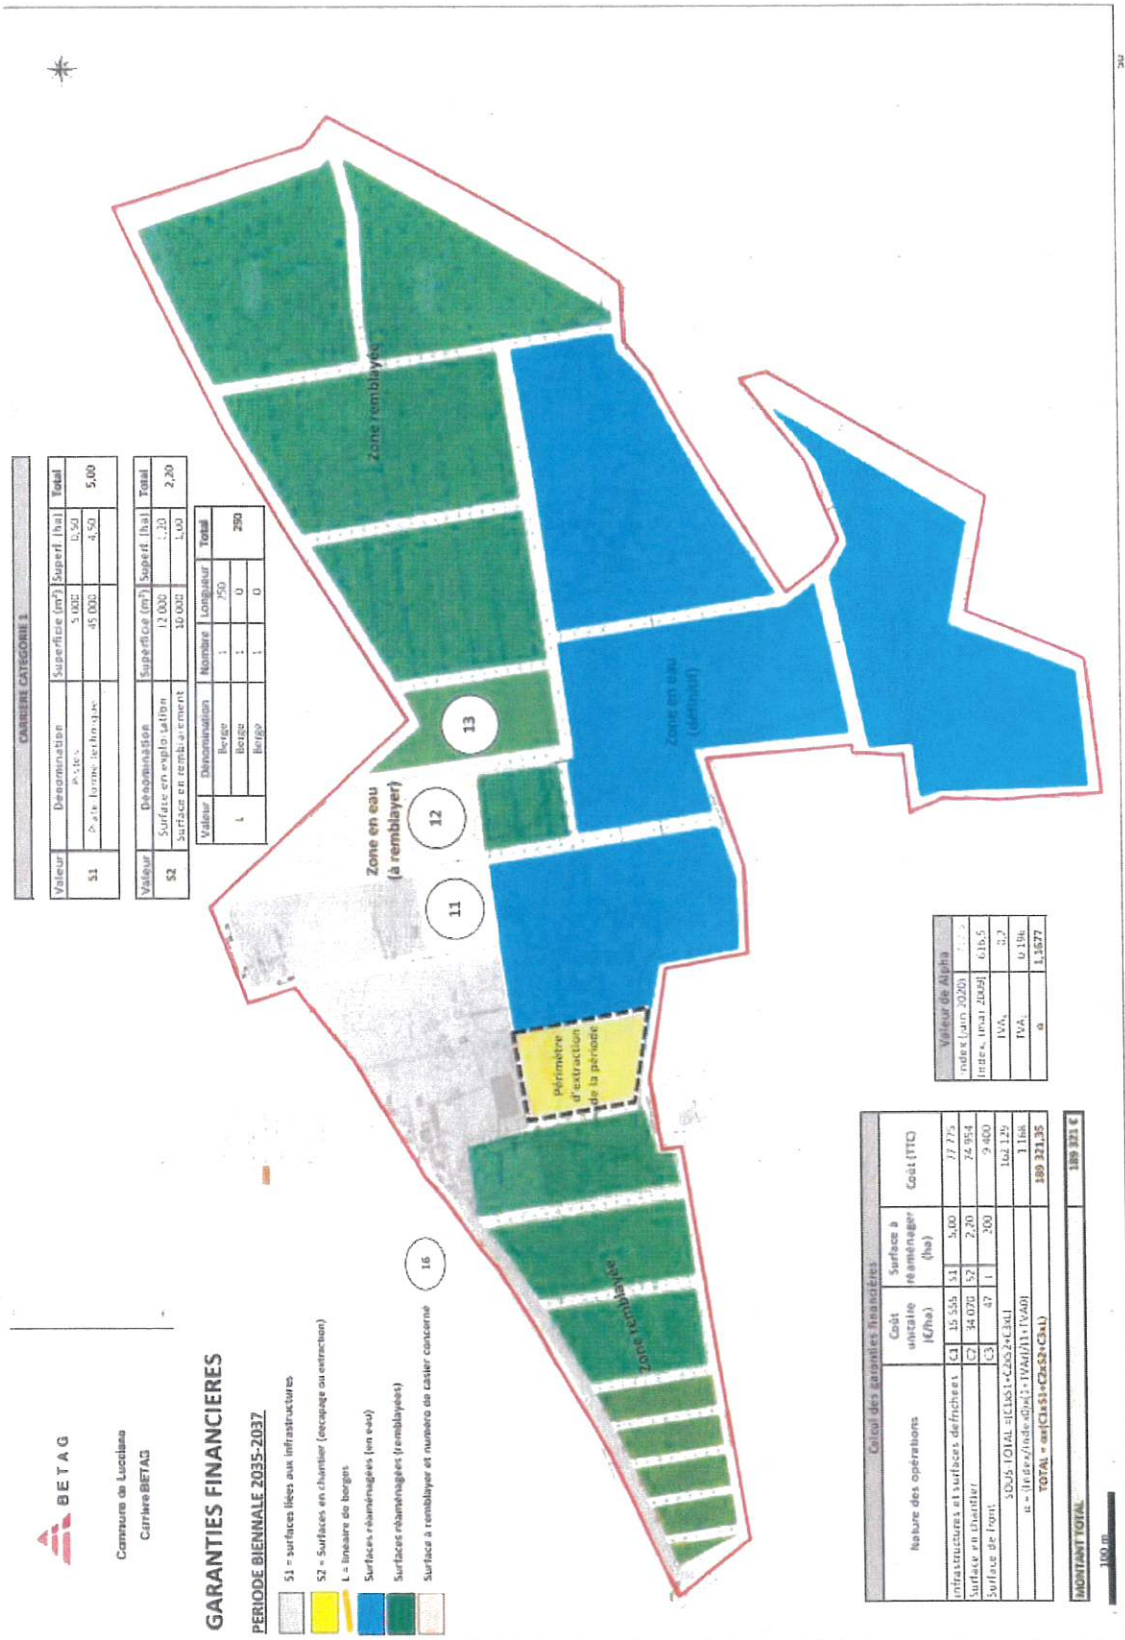 BETAG
Commune de Lucciana
Carrière BETAG
GARANTIES FINANCIERES
PERIODE BIENNALE 2035-2037
S1 = surfaces liées aux infrastructures
S2 = Surfaces en chantier (décapage ou extraction)
L = linéaire de berges
Surfaces réaménagées (en eau)
Surfaces réaménagées (remblayées)
Surface à remblayer et numéro de casier concerné
16
CARRIERE CATEGORIE 1
Valeur Dénomination Superficie (m²) Superf. (ha) Total
S1 Pistes 5 000 0,50 5,00
Plate forme technique 45 000 4,50
Valeur Dénomination Superficie (m²) Superf. (ha) Total
S2 Surface en exploitation 12 000 1,20 2,20
Surface en remblaiement 10 000 1,00
Valeur Dénomination Nombre Longueur Total
L Berge 1 250 250
Berge 1 0
Berge 1 0
Zone remblayée
Zone en eau
(à remblayer)
11
12
13
Zone en eau
(définitif)
Périmètre
d'extraction
de la période
Zone remblayée
Calcul des garanties financières
Nature des opérations Coût unitaire (€/ha) Surface à réaménager (ha) Coût (TTC)
Infrastructures et surfaces défrichées C1 15 555 S1 5,00 77 775
Surface en chantier C2 34 070 S2 2,20 74 954
Surface de front C3 47 L 200 9 400
SOUS-TOTAL =(C1xS1+C2xS2+C3xL) 162 129
α = (Index/Index0)x(1+TVAR)/(1+TVA0) 1,168
TOTAL = αx(C1xS1+C2xS2+C3xL) 189 321,35
MONTANT TOTAL 189 321 €
Valeur de Alpha
Index (juin 2020)
Index₀ (mai 2009) 616,5
TVAᵣ 0,2
TVA₀ 0,196
α 1,1677
100 m